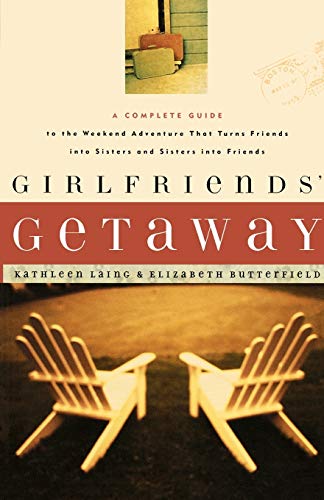 BOSTON
A COMPLETE GUIDE
to the Weekend Adventure That Turns Friends
into Sisters and Sisters into Friends
GIRLFRIENDS'
GETAWAY
KATHLEEN LAING & ELIZABETH BUTTERFIELD